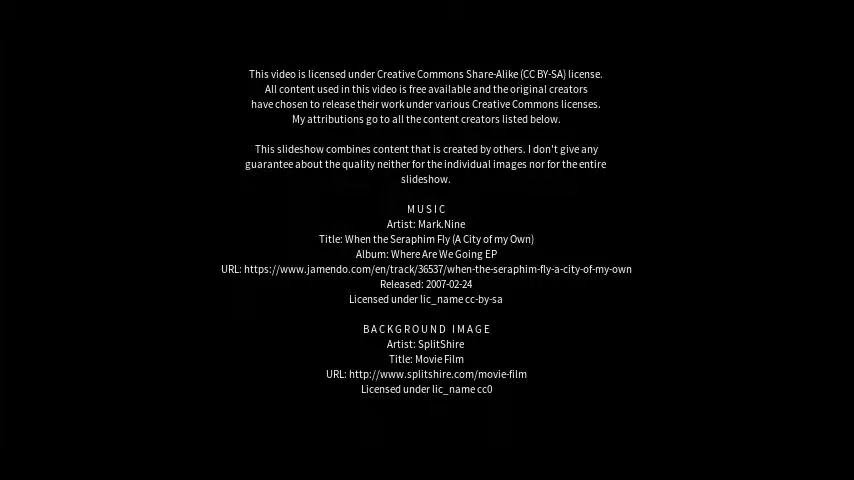 This video is licensed under Creative Commons Share-Alike (CC BY-SA) license.
All content used in this video is free available and the original creators
have chosen to release their work under various Creative Commons licenses.
My attributions go to all the content creators listed below.
This slideshow combines content that is created by others. I don't give any
guarantee about the quality neither for the individual images nor for the entire
slideshow.
MUSIC
Artist: Mark.Nine
Title: When the Seraphim Fly (A City of my Own)
Album: Where Are We Going EP
URL: https://www.jamendo.com/en/track/36537/when-the-seraphim-fly-a-city-of-my-own
Released: 2007-02-24
Licensed under lic_name cc-by-sa
BACKGROUND IMAGE
Artist: SplitShire
Title: Movie Film
URL: http://www.splitshire.com/movie-film
Licensed under lic_name cc0